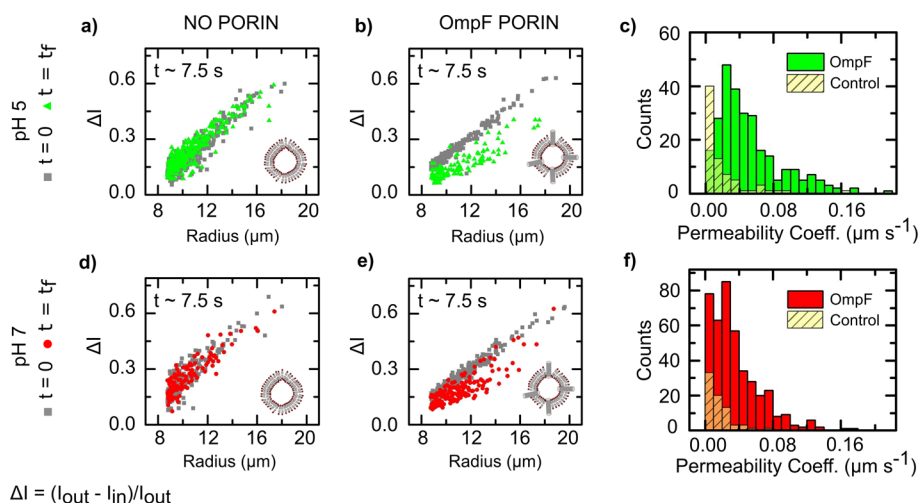 NO PORIN
OmpF PORIN
a)
b)
c)
pH 5
■ t = 0 ▲ t = tf
t ~ 7.5 s
ΔI
0.6
0.3
0.0
8 12 16 20
Radius (µm)
t ~ 7.5 s
ΔI
0.6
0.3
0.0
8 12 16 20
Radius (µm)
OmpF
Control
Counts
60
40
20
0
0.00 0.08 0.16
Permeability Coeff. (µm s⁻¹)
d)
e)
f)
pH 7
■ t = 0 ● t = tf
t ~ 7.5 s
ΔI
0.6
0.3
0.0
8 12 16 20
Radius (µm)
t ~ 7.5 s
ΔI
0.6
0.3
0.0
8 12 16 20
Radius (µm)
OmpF
Control
Counts
80
60
40
20
0
0.00 0.08 0.16
Permeability Coeff. (µm s⁻¹)
ΔI = (Iout - Iin)/Iout